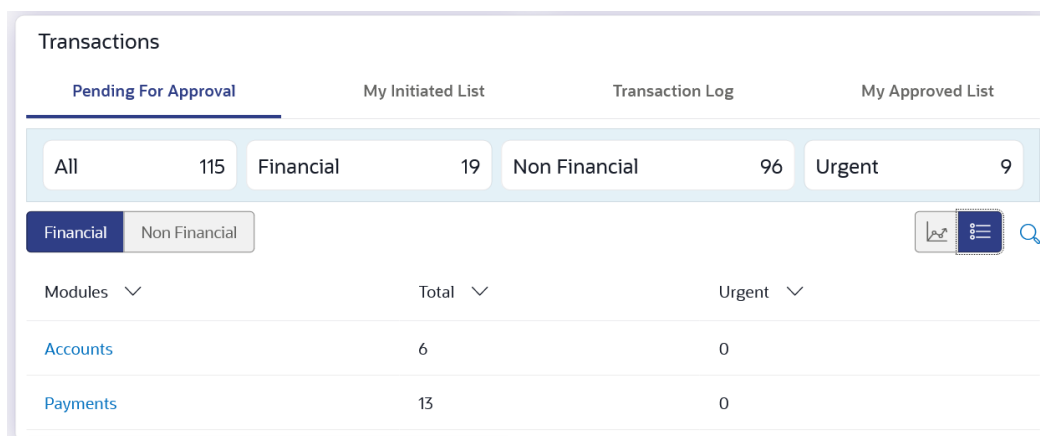 Transactions
Pending For Approval My Initiated List Transaction Log My Approved List
All 115 Financial 19 Non Financial 96 Urgent 9
Financial Non Financial
Modules Total Urgent
Accounts 6 0
Payments 13 0